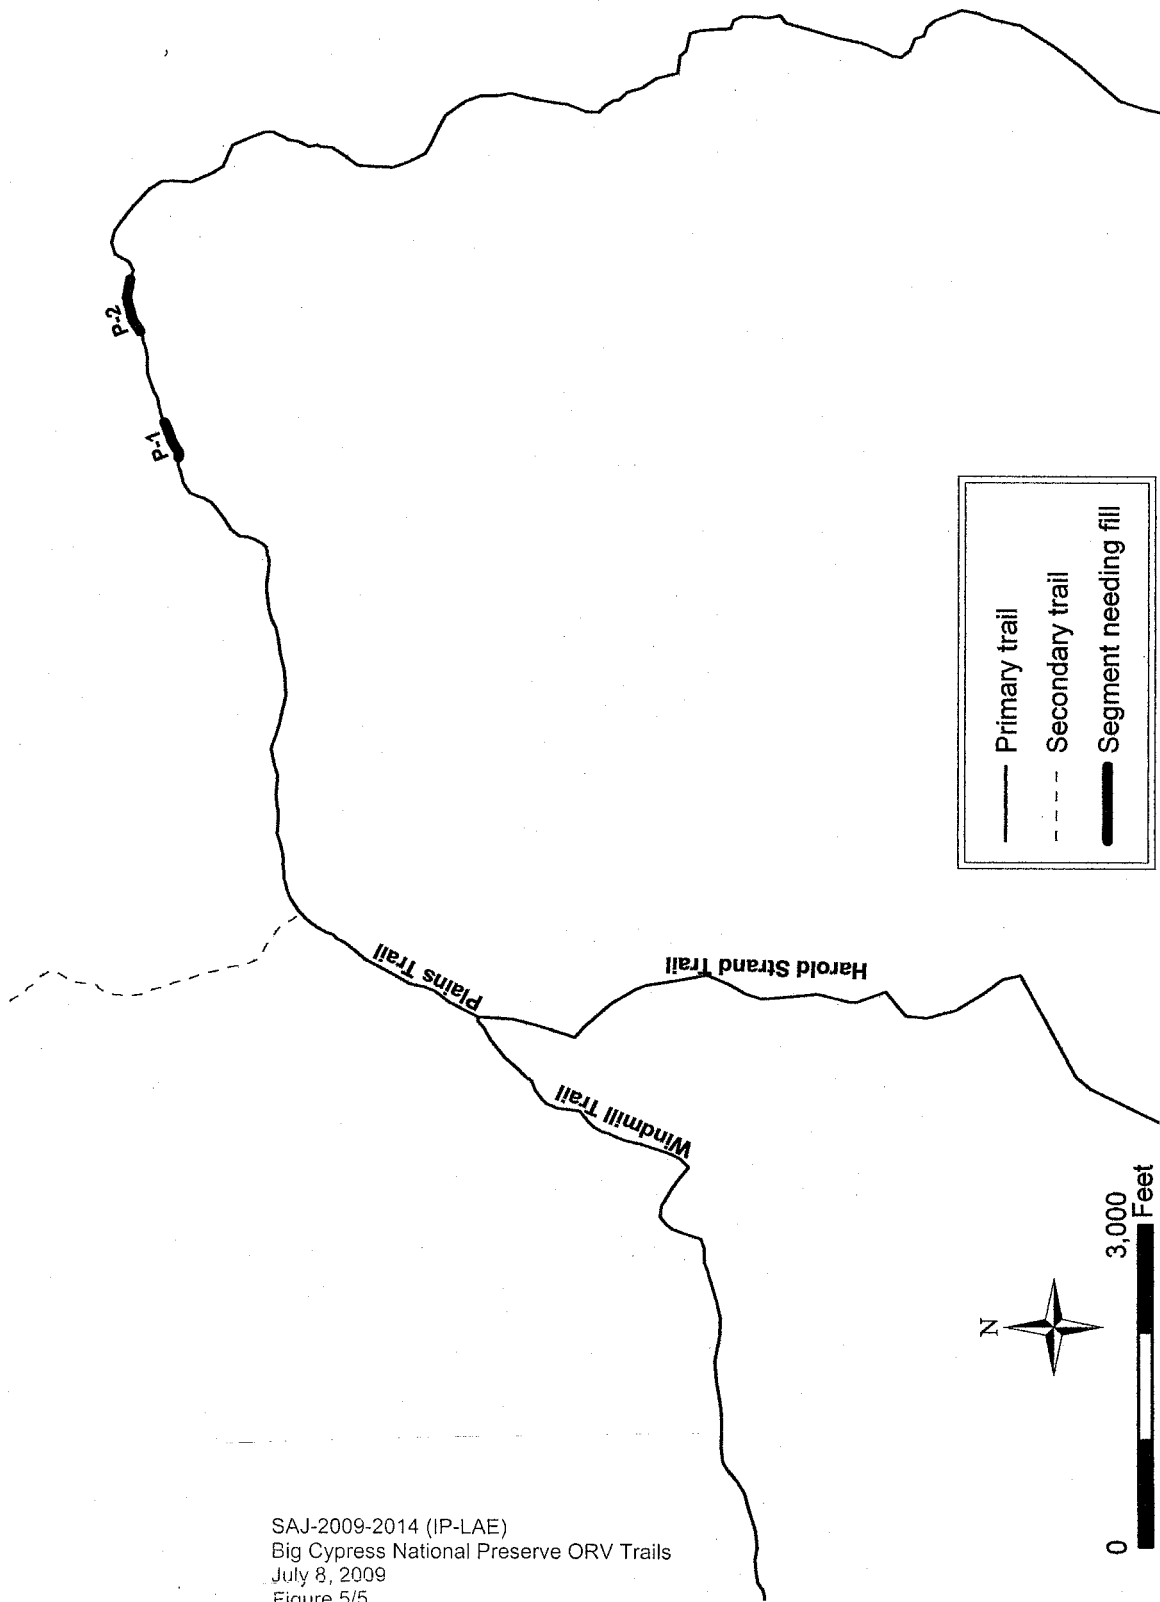 P-2
P-1
Plains Trail
Harold Strand Trail
Windmill Trail
Primary trail
Secondary trail
Segment needing fill
N
0
3,000
Feet
SAJ-2009-2014 (IP-LAE)
Big Cypress National Preserve ORV Trails
July 8, 2009
Figure 5/5